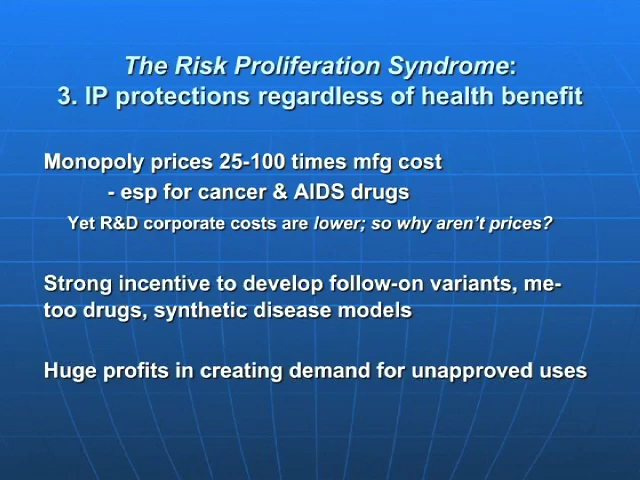 The Risk Proliferation Syndrome:
3. IP protections regardless of health benefit
Monopoly prices 25-100 times mfg cost
- esp for cancer & AIDS drugs
Yet R&D corporate costs are lower; so why aren't prices?
Strong incentive to develop follow-on variants, me-
too drugs, synthetic disease models
Huge profits in creating demand for unapproved uses